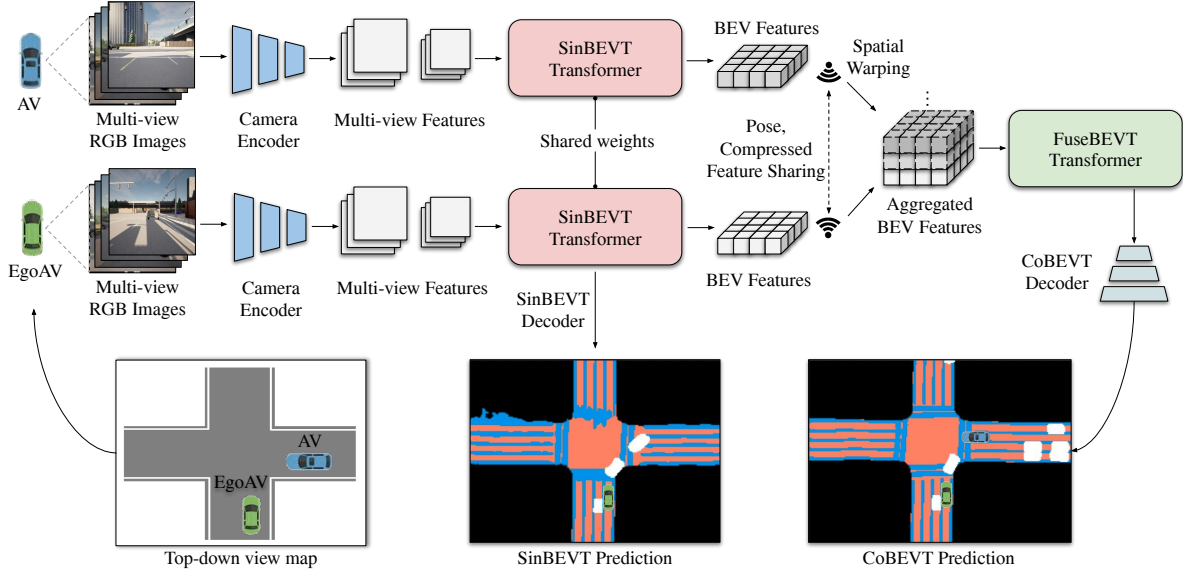 AV
Multi-view
RGB Images
Camera
Encoder
Multi-view Features
SinBEVT
Transformer
BEV Features
Spatial
Warping
Shared weights
Pose,
Compressed
Feature Sharing
⋮
FuseBEVT
Transformer
EgoAV
Multi-view
RGB Images
Camera
Encoder
Multi-view Features
SinBEVT
Transformer
BEV Features
Aggregated
BEV Features
SinBEVT
Decoder
CoBEVT
Decoder
AV
EgoAV
Top-down view map
SinBEVT Prediction
CoBEVT Prediction